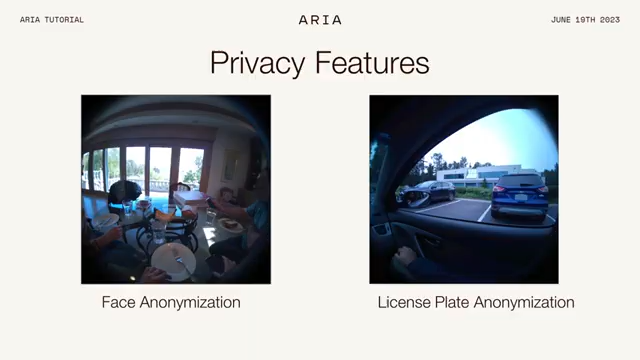 ARIA TUTORIAL
ARIA
JUNE 19TH 2023
Privacy Features
Face Anonymization
License Plate Anonymization